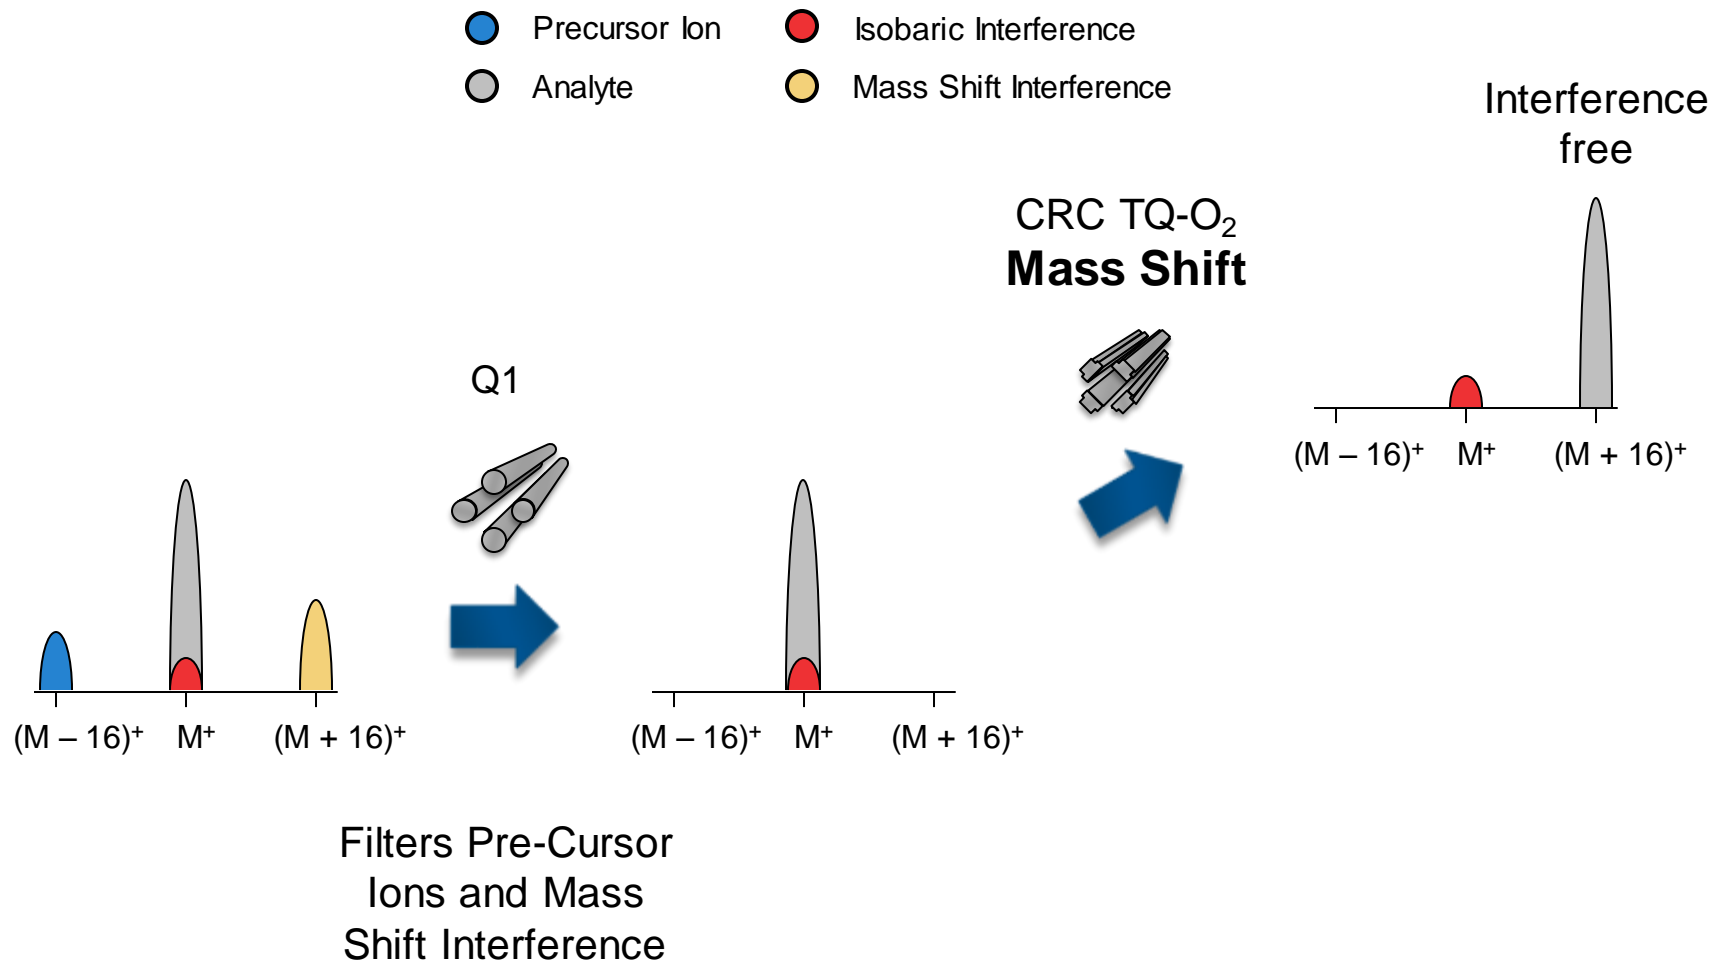 Precursor Ion
Isobaric Interference
Analyte
Mass Shift Interference
Interference
free
CRC TQ-O₂
Mass Shift
Q1
(M – 16)⁺ M⁺ (M + 16)⁺
(M – 16)⁺ M⁺ (M + 16)⁺
(M – 16)⁺ M⁺ (M + 16)⁺
Filters Pre-Cursor
Ions and Mass
Shift Interference